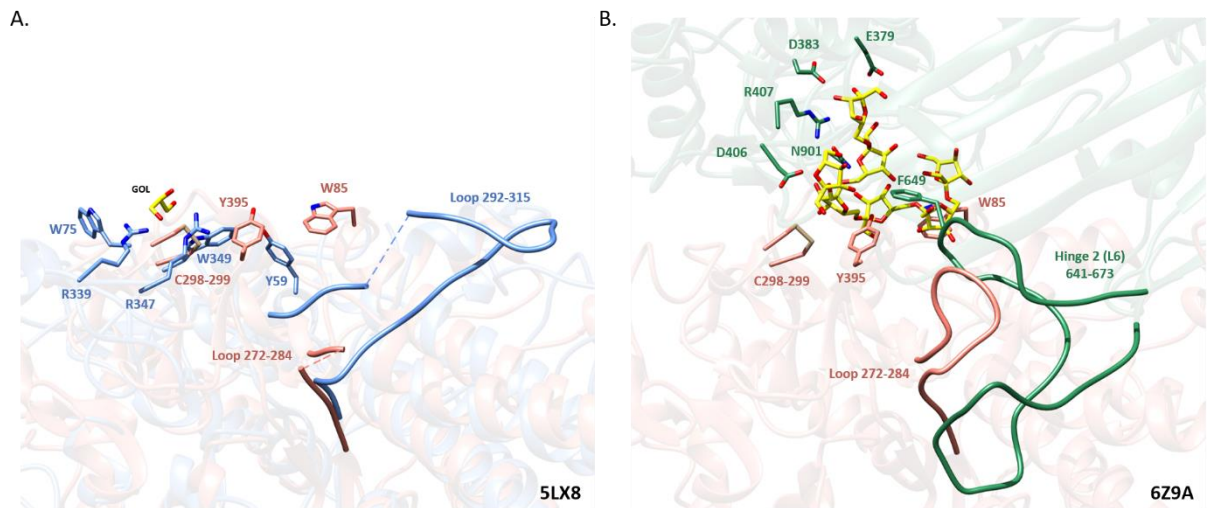 A.
GOL
W75
Y395
W85
Loop 292-315
W349
C298-299
Y59
R339
R347
Loop 272-284
5LX8
B.
E379
D383
R407
D406
N901
F649
W85
C298-299
Y395
Hinge 2 (L6)
641-673
Loop 272-284
6Z9A